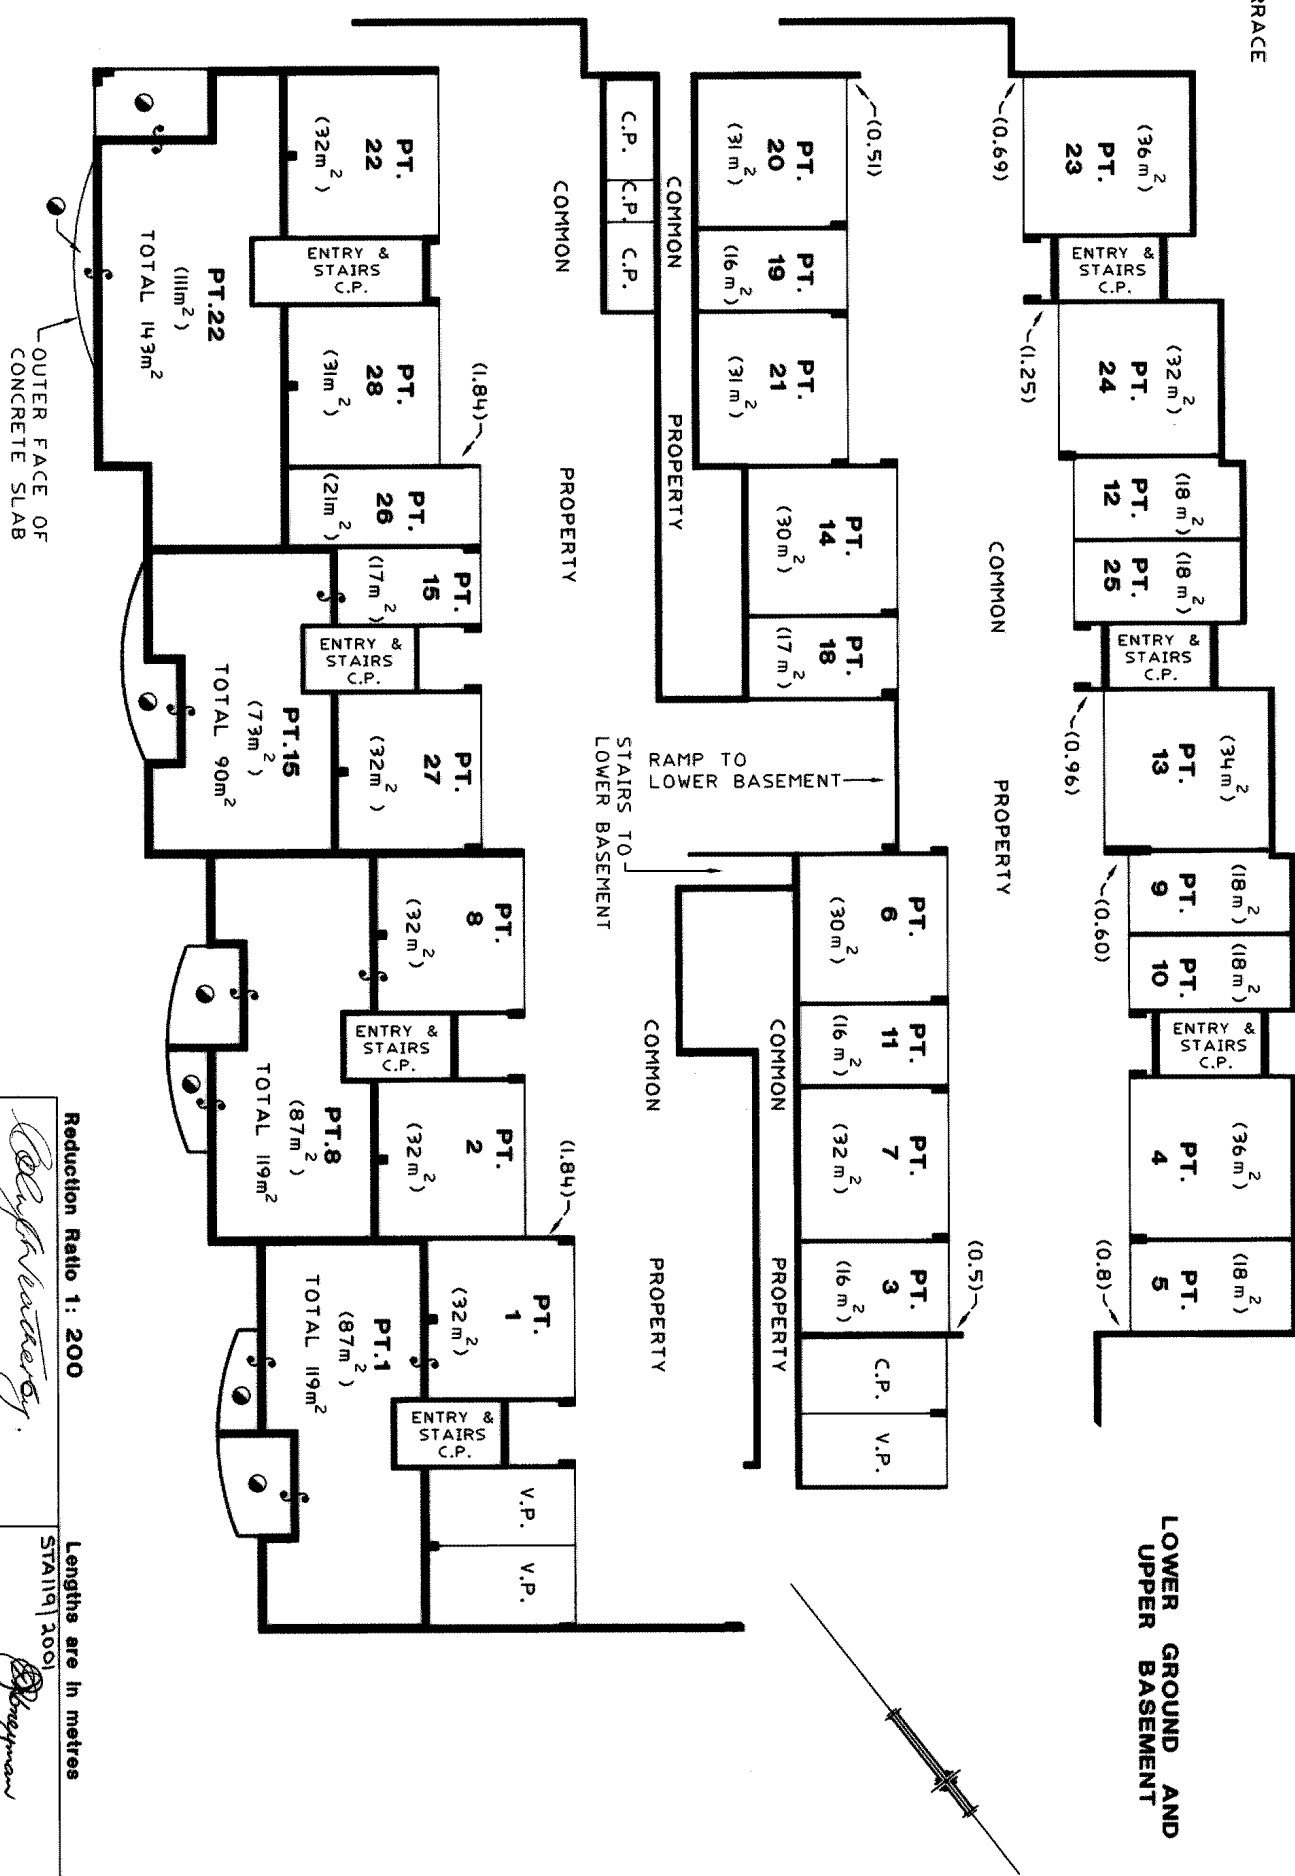 RRACE
LOWER GROUND AND
UPPER BASEMENT
(36m²)
PT.
23
(0.69)
ENTRY &
STAIRS
C.P.
(32m²)
PT.
24
(1.25)
(18m²)
PT.
12
(18m²)
PT.
25
ENTRY &
STAIRS
C.P.
(34m²)
PT.
13
(0.96)
(18m²)
PT.
9
(0.60)
(18m²)
PT.
10
ENTRY &
STAIRS
C.P.
(36m²)
PT.
4
(18m²)
PT.
5
(0.8)
COMMON
PROPERTY
(0.51)
PT.
20
(31m²)
PT.
19
(16m²)
PT.
21
(31m²)
PT.
14
(30m²)
PT.
18
(17m²)
RAMP TO
LOWER BASEMENT
STAIRS TO
LOWER BASEMENT
PT.
6
(30m²)
PT.
11
(16m²)
PT.
7
(32m²)
PT.
3
(16m²)
(0.5)
C.P.
V.P.
COMMON
PROPERTY
COMMON
PROPERTY
C.P.
C.P.
C.P.
COMMON
PROPERTY
COMMON
PROPERTY
PT.
22
(32m²)
ENTRY &
STAIRS
C.P.
PT.
28
(31m²)
(1.84)
PT.
26
(21m²)
PT.
15
(17m²)
ENTRY &
STAIRS
C.P.
PT.
27
(32m²)
PT.
8
(32m²)
ENTRY &
STAIRS
C.P.
PT.
2
(32m²)
(1.84)
PT.
1
(32m²)
ENTRY &
STAIRS
C.P.
V.P.
V.P.
PT.22
(111m²)
TOTAL 143m²
PT.15
(73m²)
TOTAL 90m²
PT.8
(87m²)
TOTAL 119m²
PT.1
(87m²)
TOTAL 119m²
OUTER FACE OF
CONCRETE SLAB
Reduction Ratio 1: 200
Lengths are in metres
STA119/2001